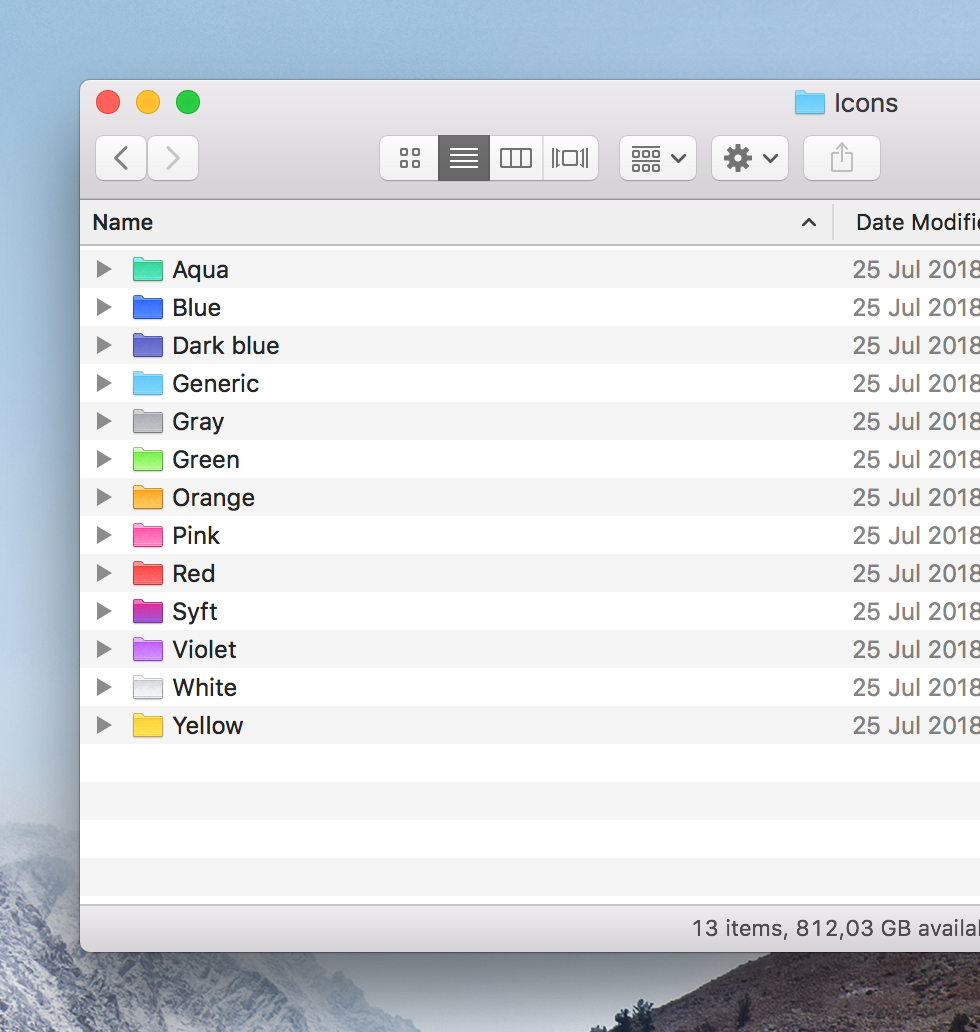 Icons
Name Date Modifi
Aqua 25 Jul 2018
Blue 25 Jul 2018
Dark blue 25 Jul 2018
Generic 25 Jul 2018
Gray 25 Jul 2018
Green 25 Jul 2018
Orange 25 Jul 2018
Pink 25 Jul 2018
Red 25 Jul 2018
Syft 25 Jul 2018
Violet 25 Jul 2018
White 25 Jul 2018
Yellow 25 Jul 2018
13 items, 812,03 GB availa